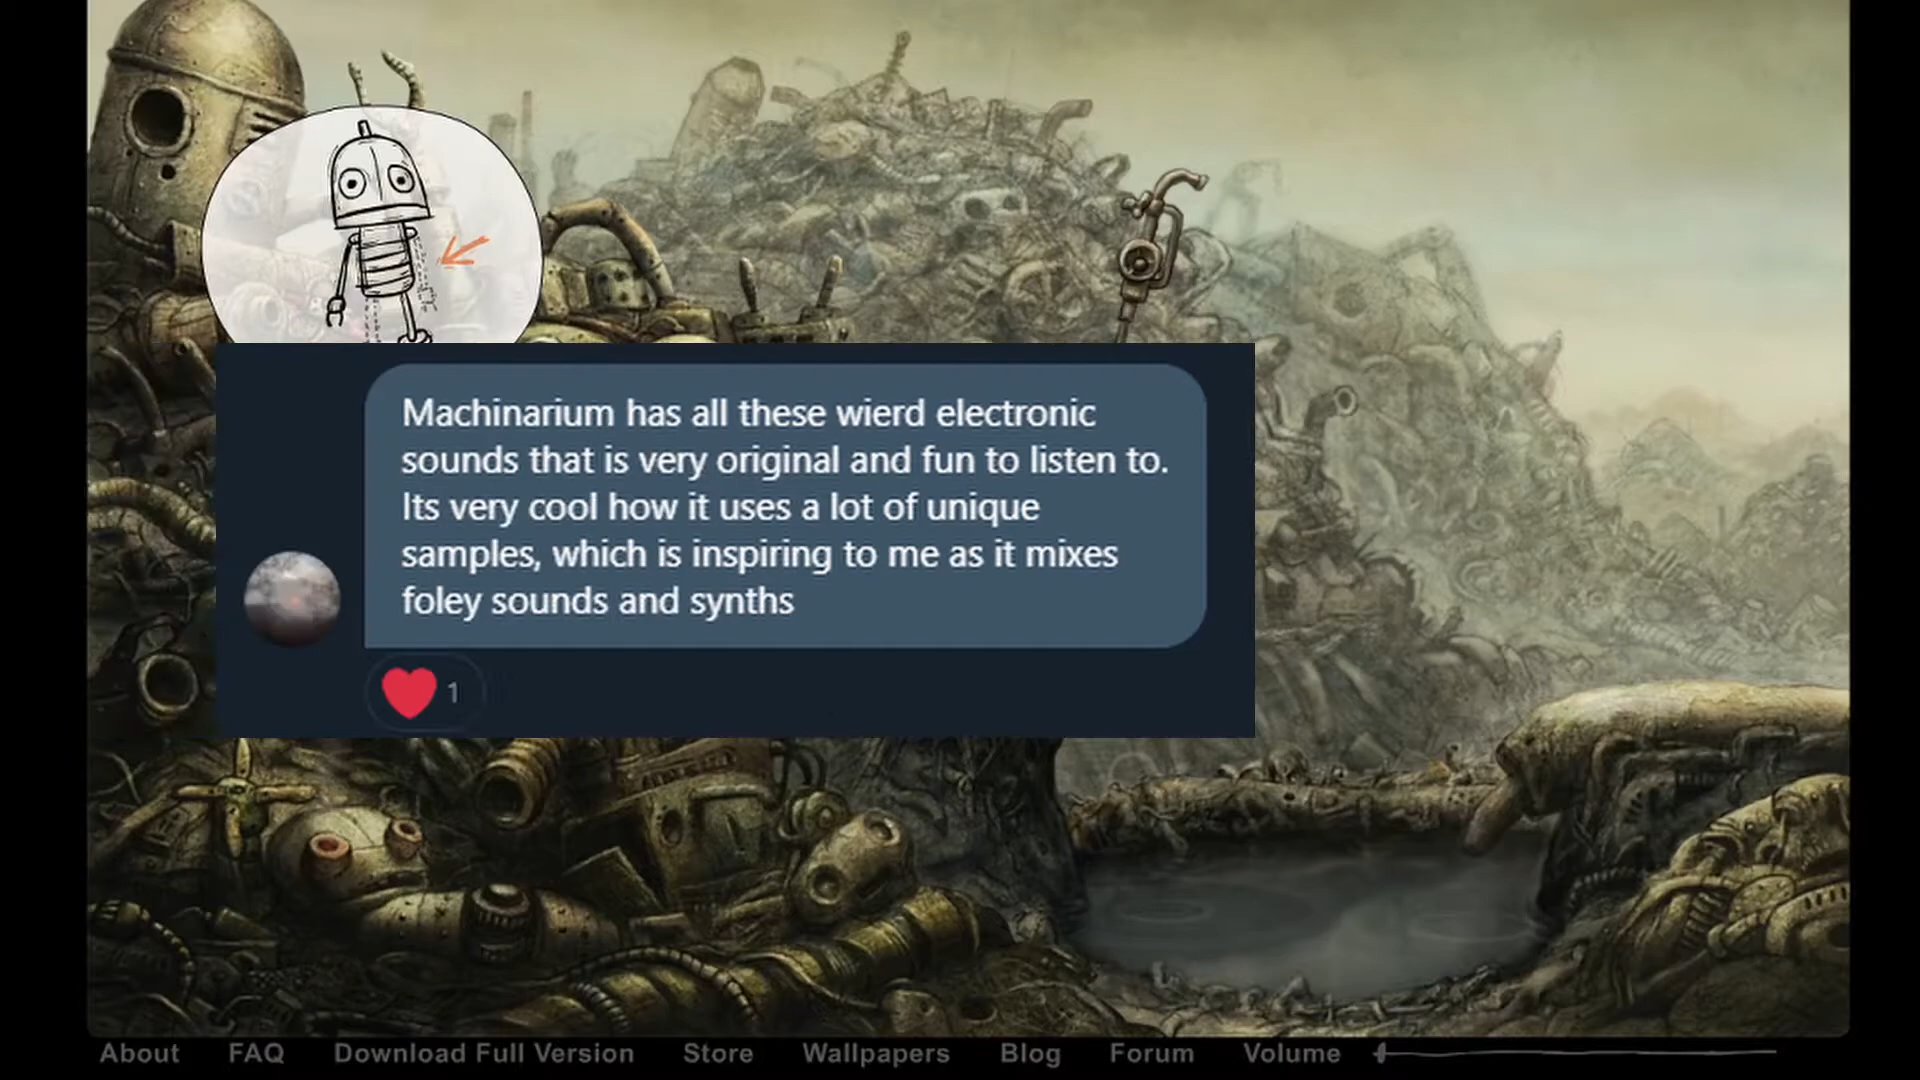 Machinarium has all these wierd electronic
sounds that is very original and fun to listen to.
Its very cool how it uses a lot of unique
samples, which is inspiring to me as it mixes
foley sounds and synths
1
About FAQ Download Full Version Store Wallpapers Blog Forum Volume